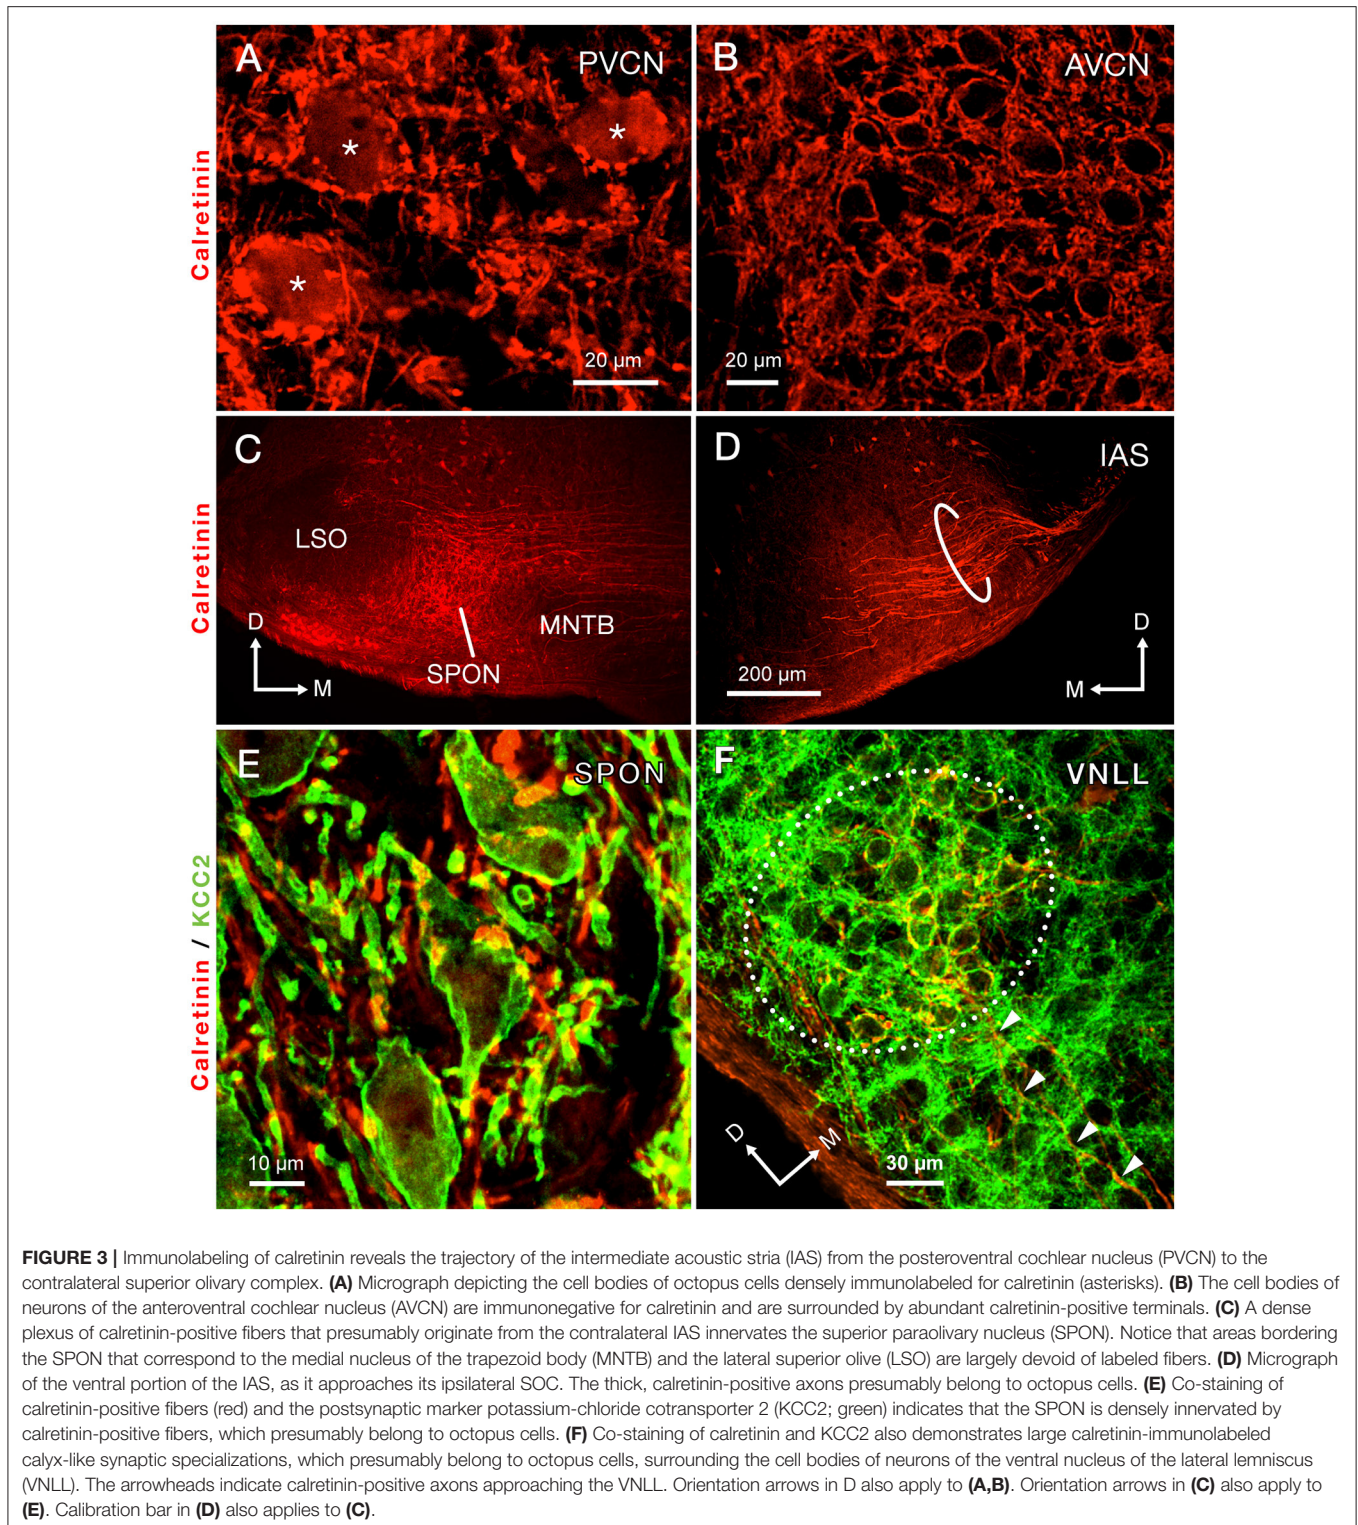 A
PVCN
*
*
*
20 µm
B
AVCN
20 µm
Calretinin
C
LSO
MNTB
SPON
D
M
D
IAS
200 µm
D
M
Calretinin
E
SPON
10 µm
F
VNLL
D
M
30 µm
Calretinin / KCC2
FIGURE 3 | Immunolabeling of calretinin reveals the trajectory of the intermediate acoustic stria (IAS) from the posteroventral cochlear nucleus (PVCN) to the
contralateral superior olivary complex. (A) Micrograph depicting the cell bodies of octopus cells densely immunolabeled for calretinin (asterisks). (B) The cell bodies of
neurons of the anteroventral cochlear nucleus (AVCN) are immunonegative for calretinin and are surrounded by abundant calretinin-positive terminals. (C) A dense
plexus of calretinin-positive fibers that presumably originate from the contralateral IAS innervates the superior paraolivary nucleus (SPON). Notice that areas bordering
the SPON that correspond to the medial nucleus of the trapezoid body (MNTB) and the lateral superior olive (LSO) are largely devoid of labeled fibers. (D) Micrograph
of the ventral portion of the IAS, as it approaches its ipsilateral SOC. The thick, calretinin-positive axons presumably belong to octopus cells. (E) Co-staining of
calretinin-positive fibers (red) and the postsynaptic marker potassium-chloride cotransporter 2 (KCC2; green) indicates that the SPON is densely innervated by
calretinin-positive fibers, which presumably belong to octopus cells. (F) Co-staining of calretinin and KCC2 also demonstrates large calretinin-immunolabeled
calyx-like synaptic specializations, which presumably belong to octopus cells, surrounding the cell bodies of neurons of the ventral nucleus of the lateral lemniscus
(VNLL). The arrowheads indicate calretinin-positive axons approaching the VNLL. Orientation arrows in D also apply to (A,B). Orientation arrows in (C) also apply to
(E). Calibration bar in (D) also applies to (C).